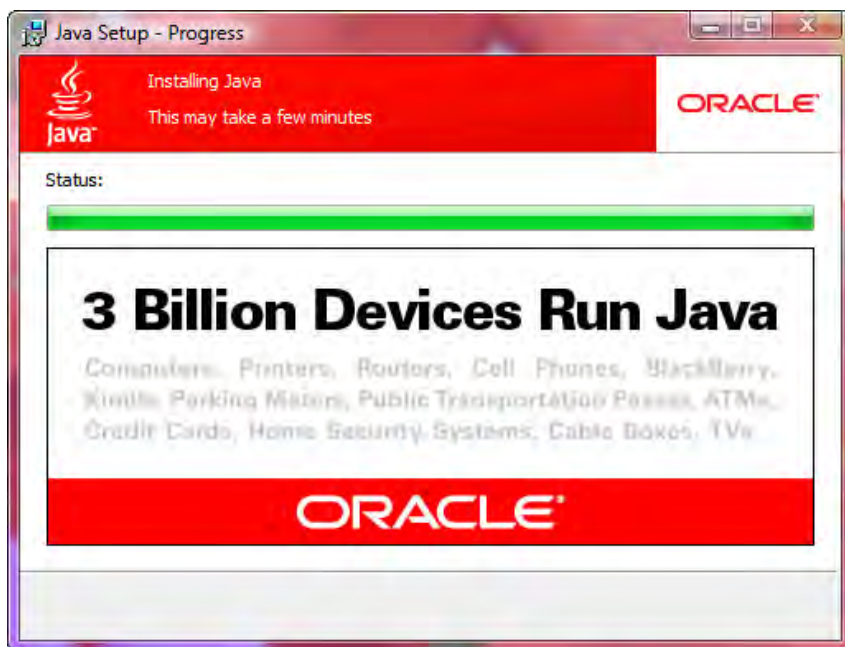 Java Setup - Progress
Installing Java
This may take a few minutes
Java™
ORACLE®
Status:
3 Billion Devices Run Java
Computers, Printers, Routers, Cell Phones, BlackBerry,
Kindle, Parking Meters, Public Transportation Passes, ATMs,
Credit Cards, Home Security Systems, Cable Boxes, TVs
ORACLE®